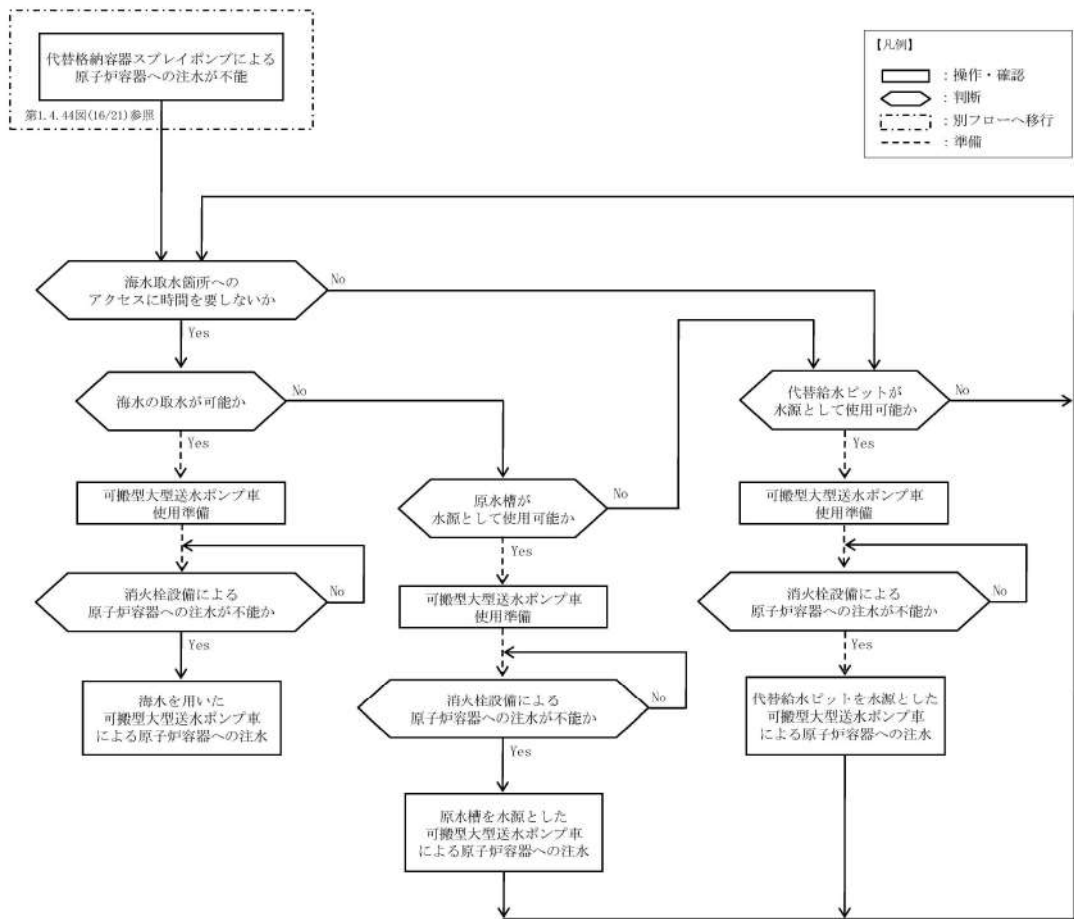 代替格納容器スプレイポンプによる
原子炉容器への注水が不能
第1.4.44図(16/21)参照
【凡例】
：操作・確認
：判断
：別フローへ移行
：準備
海水取水箇所への
アクセスに時間を要しないか
No
Yes
海水の取水が可能か
No
Yes
代替給水ピットが
水源として使用可能か
No
Yes
可搬型大型送水ポンプ車
使用準備
原水槽が
水源として使用可能か
No
Yes
可搬型大型送水ポンプ車
使用準備
消火栓設備による
原子炉容器への注水が不能か
No
Yes
可搬型大型送水ポンプ車
使用準備
消火栓設備による
原子炉容器への注水が不能か
No
Yes
海水を用いた
可搬型大型送水ポンプ車
による原子炉容器への注水
消火栓設備による
原子炉容器への注水が不能か
No
Yes
代替給水ピットを水源とした
可搬型大型送水ポンプ車
による原子炉容器への注水
原水槽を水源とした
可搬型大型送水ポンプ車
による原子炉容器への注水